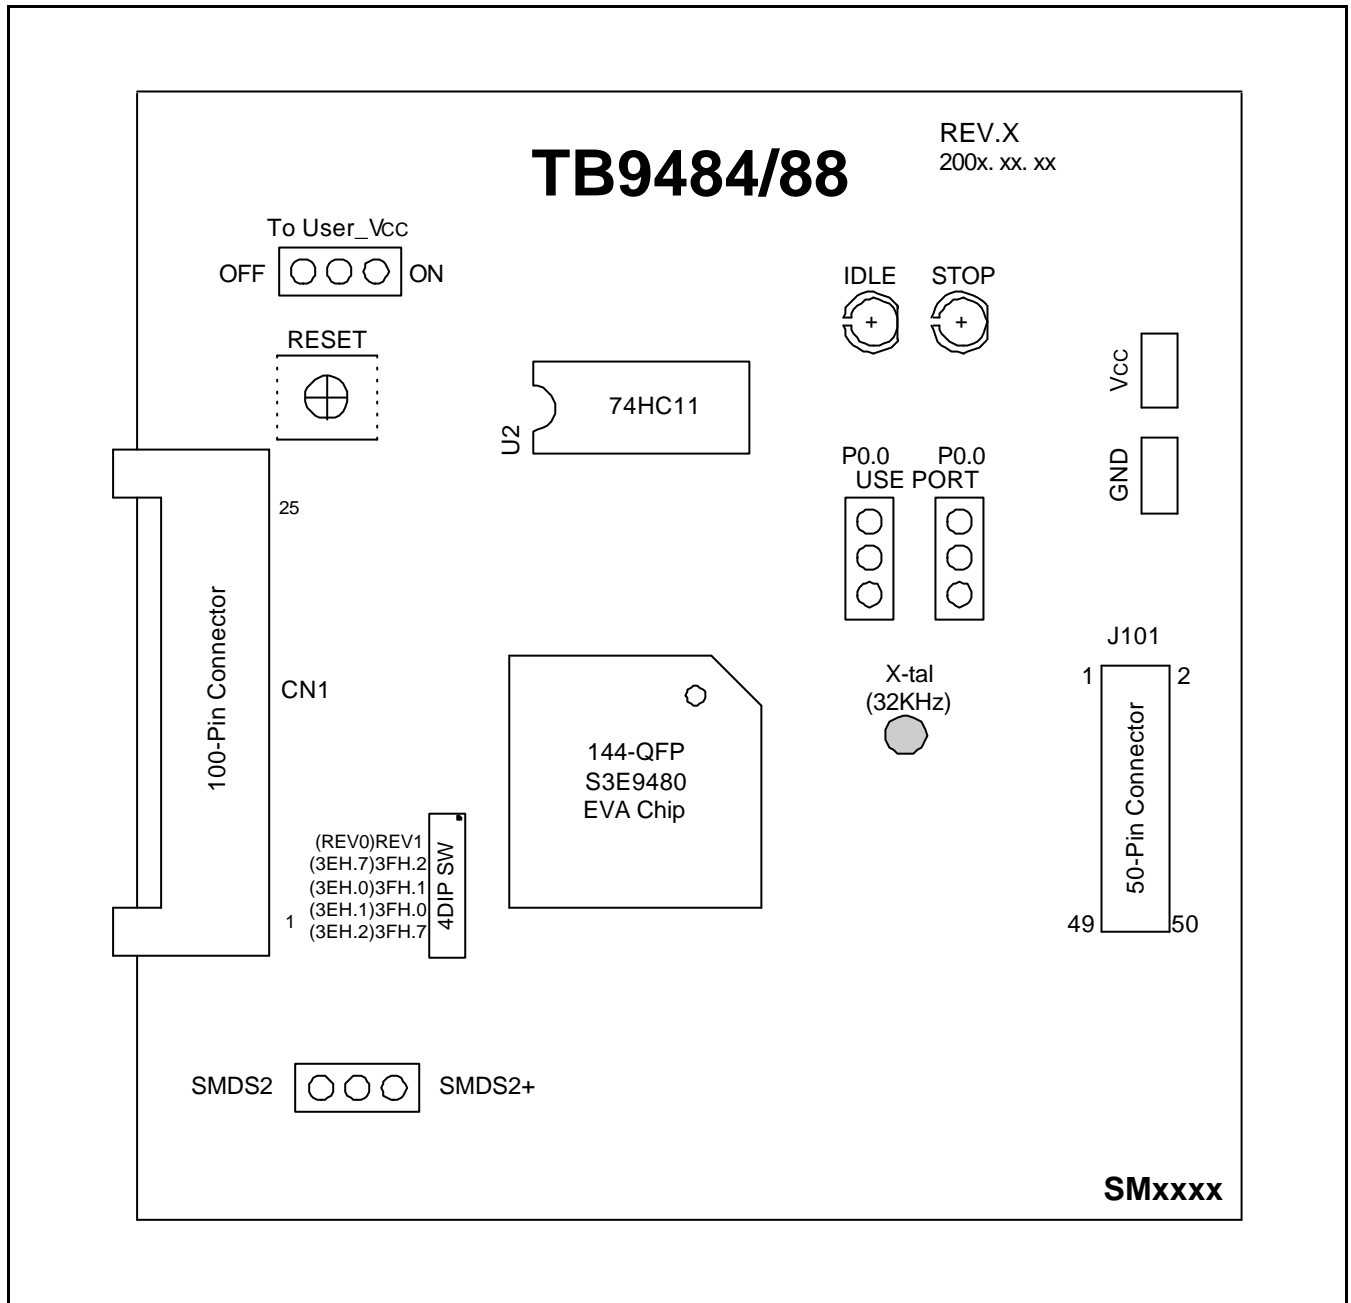 REV.X
200x. xx. xx
TB9484/88
To User_Vcc
OFF
ON
IDLE
STOP
RESET
Vcc
74HC11
U2
P0.0
P0.0
USE PORT
GND
25
100-Pin Connector
CN1
J101
1
2
X-tal
(32KHz)
144-QFP
S3E9480
EVA Chip
50-Pin Connector
(REV0)REV1
(3EH.7)3FH.2
(3EH.0)3FH.1
(3EH.1)3FH.0
(3EH.2)3FH.7
4DIP SW
1
49
50
SMDS2
SMDS2+
SMxxxx